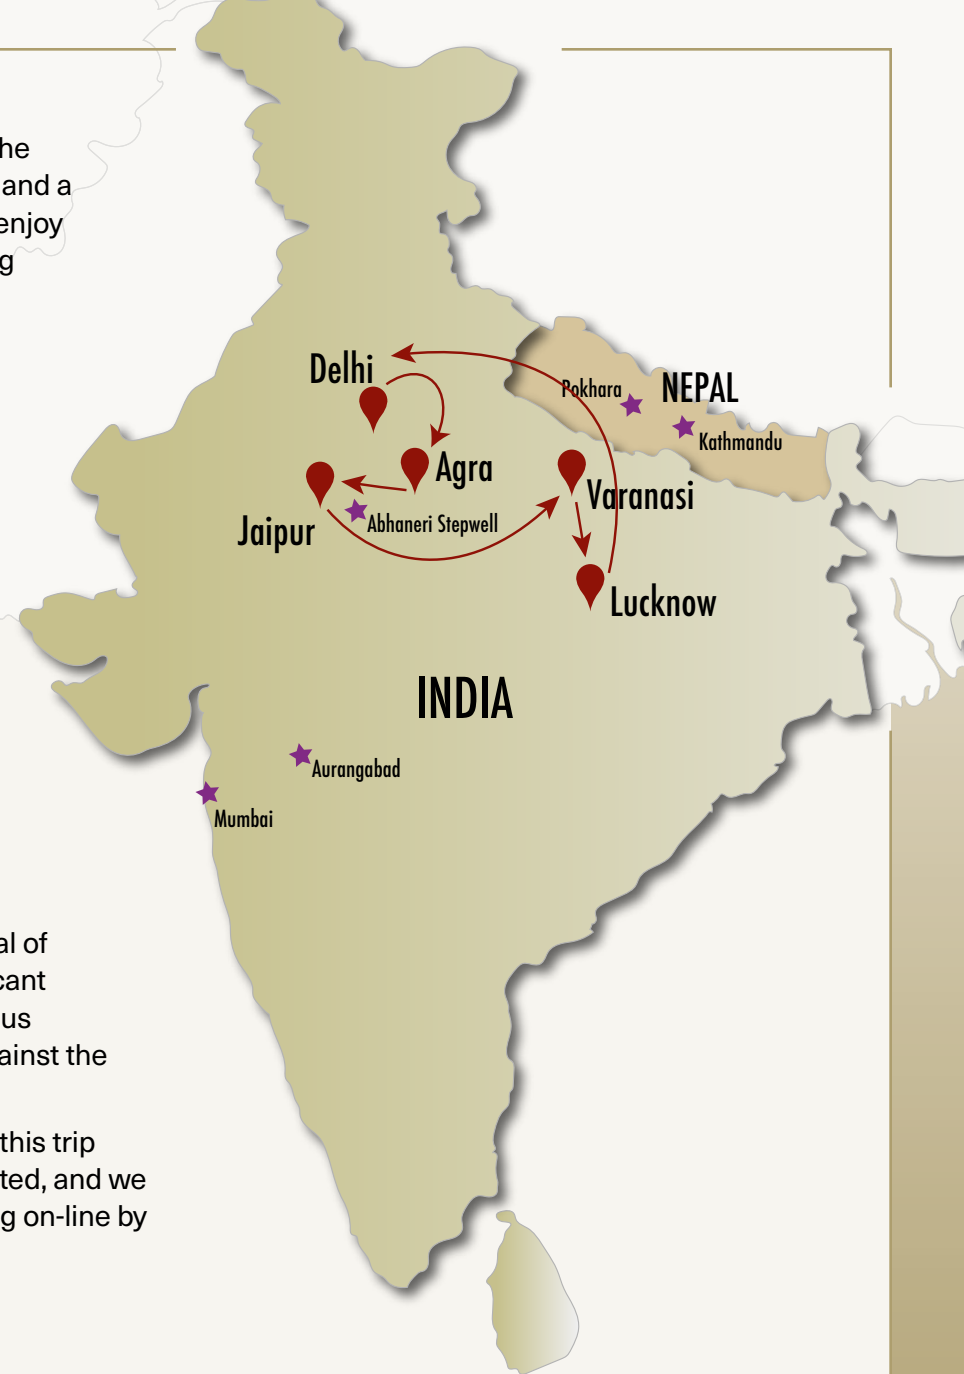 he
and a
enjoy
g
Delhi
Pokhara
NEPAL
Kathmandu
Agra
Varanasi
Jaipur
Abhaneri Stepwell
Lucknow
INDIA
Aurangabad
Mumbai
al of
cant
us
ainst the
this trip
ted, and we
g on-line by